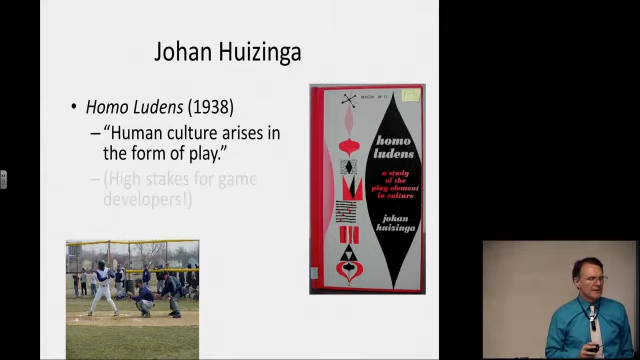 Johan Huizinga
• Homo Ludens (1938)
–“Human culture arises in
the form of play.”
–(High stakes for game
developers!)
homo
ludens
a study
of the
play element
in culture
johan
huizinga